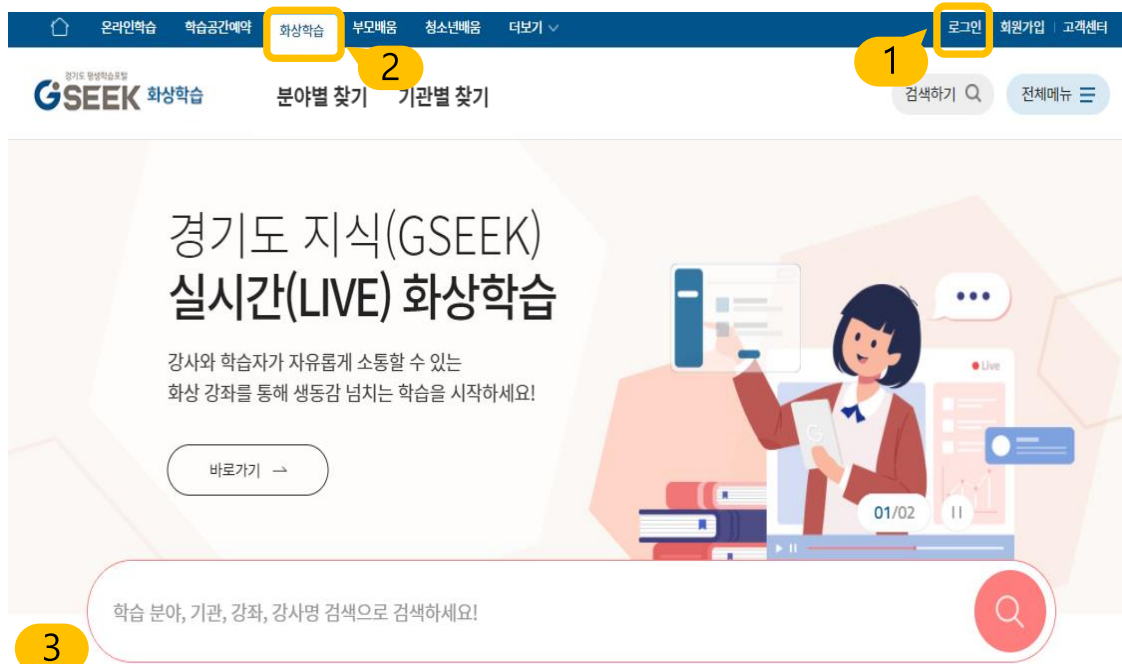 온라인학습 학습공간예약 화상학습 부모배움 청소년배움 더보기 로그인 회원가입 고객센터
2
1
경기도 평생학습포털
GSEEK 화상학습 분야별 찾기 기관별 찾기 검색하기 전체메뉴
경기도 지식(GSEEK)
실시간(LIVE) 화상학습
강사와 학습자가 자유롭게 소통할 수 있는
화상 강좌를 통해 생동감 넘치는 학습을 시작하세요!
Live
G
바로가기 →
01/02
학습 분야, 기관, 강좌, 강사명 검색으로 검색하세요!
3